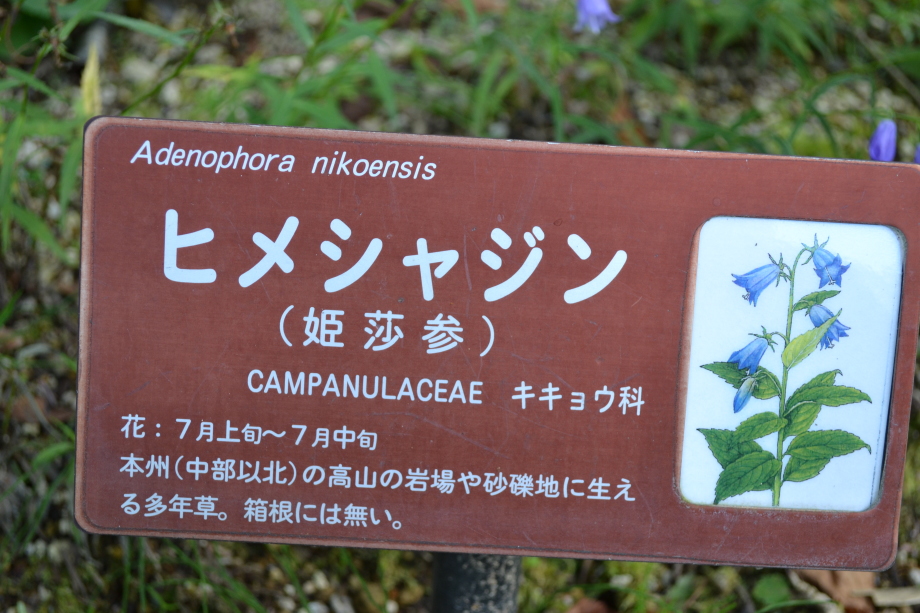 Adenophora nikoensis
ヒメシャジン
（姫莎参）
CAMPANULACEAE キキョウ科
花：７月上旬～７月中旬
本州（中部以北）の高山の岩場や砂礫地に生え
る多年草。箱根には無い。